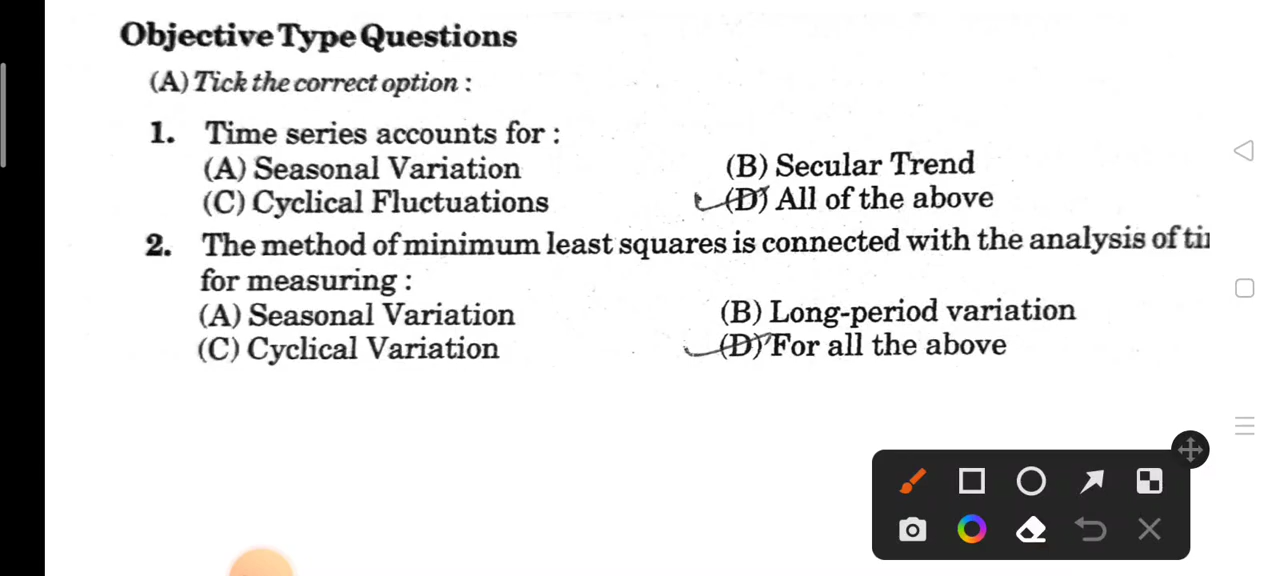 Objective Type Questions
(A) Tick the correct option :
1. Time series accounts for :
(A) Seasonal Variation (B) Secular Trend
(C) Cyclical Fluctuations (D) All of the above
2. The method of minimum least squares is connected with the analysis of
for measuring :
(A) Seasonal Variation (B) Long-period variation
(C) Cyclical Variation (D) For all the above